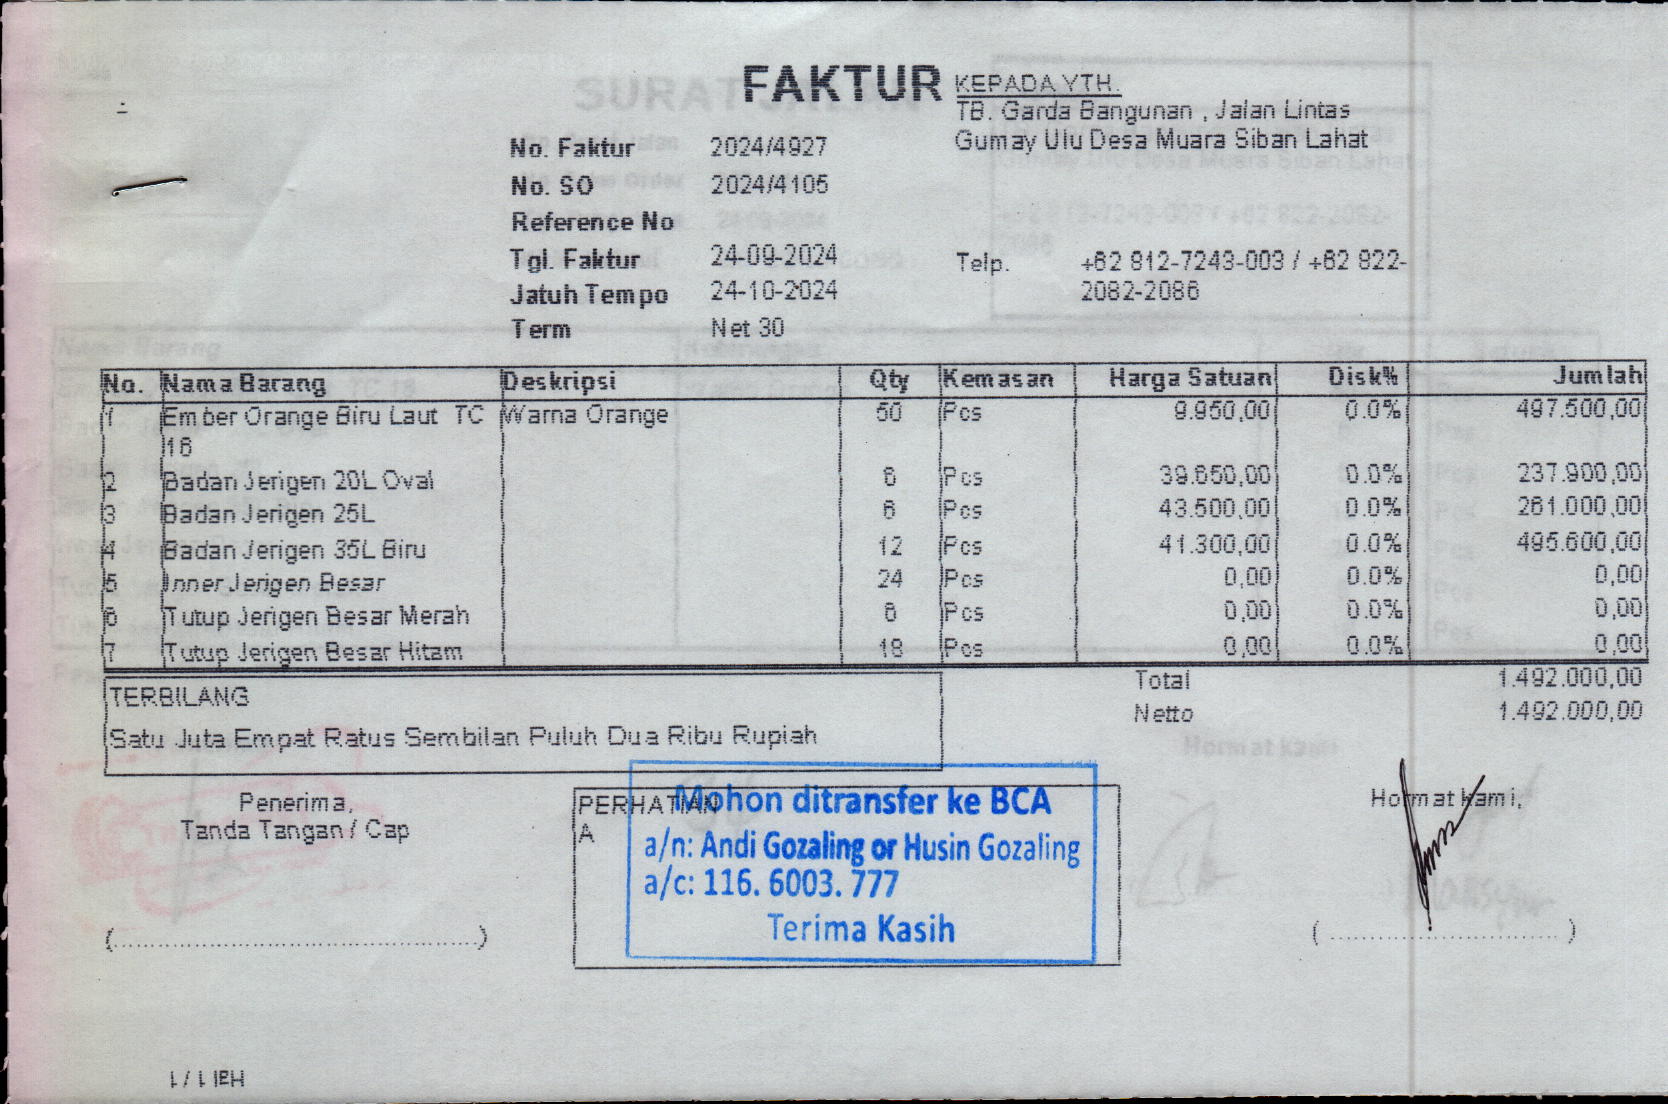 FAKTUR
KEPADA YTH.
TB. Garda Bangunan , Jalan Lintas
Gumay Ulu Desa Muara Siban Lahat
No. Faktur 2024/4927
No. SO 2024/4105
Reference No
Tgl. Faktur 24-09-2024
Telp. +62 812-7243-003 / +62 822-
2082-2086
Jatuh Tempo 24-10-2024
Term Net 30
No. Nama Barang Deskripsi Qty Kemasan Harga Satuan Disk% Jumlah
1 Ember Orange Biru Laut TC Warna Orange 50 Pcs 9.950,00 0.0% 497.500,00
16
2 Badan Jerigen 20L Oval 6 Pcs 39.650,00 0.0% 237.900,00
3 Badan Jerigen 25L 6 Pcs 43.500,00 0.0% 261.000,00
4 Badan Jerigen 35L Biru 12 Pcs 41.300,00 0.0% 495.600,00
5 Inner Jerigen Besar 24 Pcs 0,00 0.0% 0,00
6 Tutup Jerigen Besar Merah 6 Pcs 0,00 0.0% 0,00
7 Tutup Jerigen Besar Hitam 18 Pcs 0,00 0.0% 0,00
Total 1.492.000,00
Netto 1.492.000,00
TERBILANG
Satu Juta Empat Ratus Sembilan Puluh Dua Ribu Rupiah
Penerima,
Tanda Tangan / Cap
(....................................................)
PERHATIAN
A
Mohon ditransfer ke BCA
a/n: Andi Gozaling or Husin Gozaling
a/c: 116. 6003. 777
Terima Kasih
Hormat kami,
( ................................ )
Hal 1 / 1